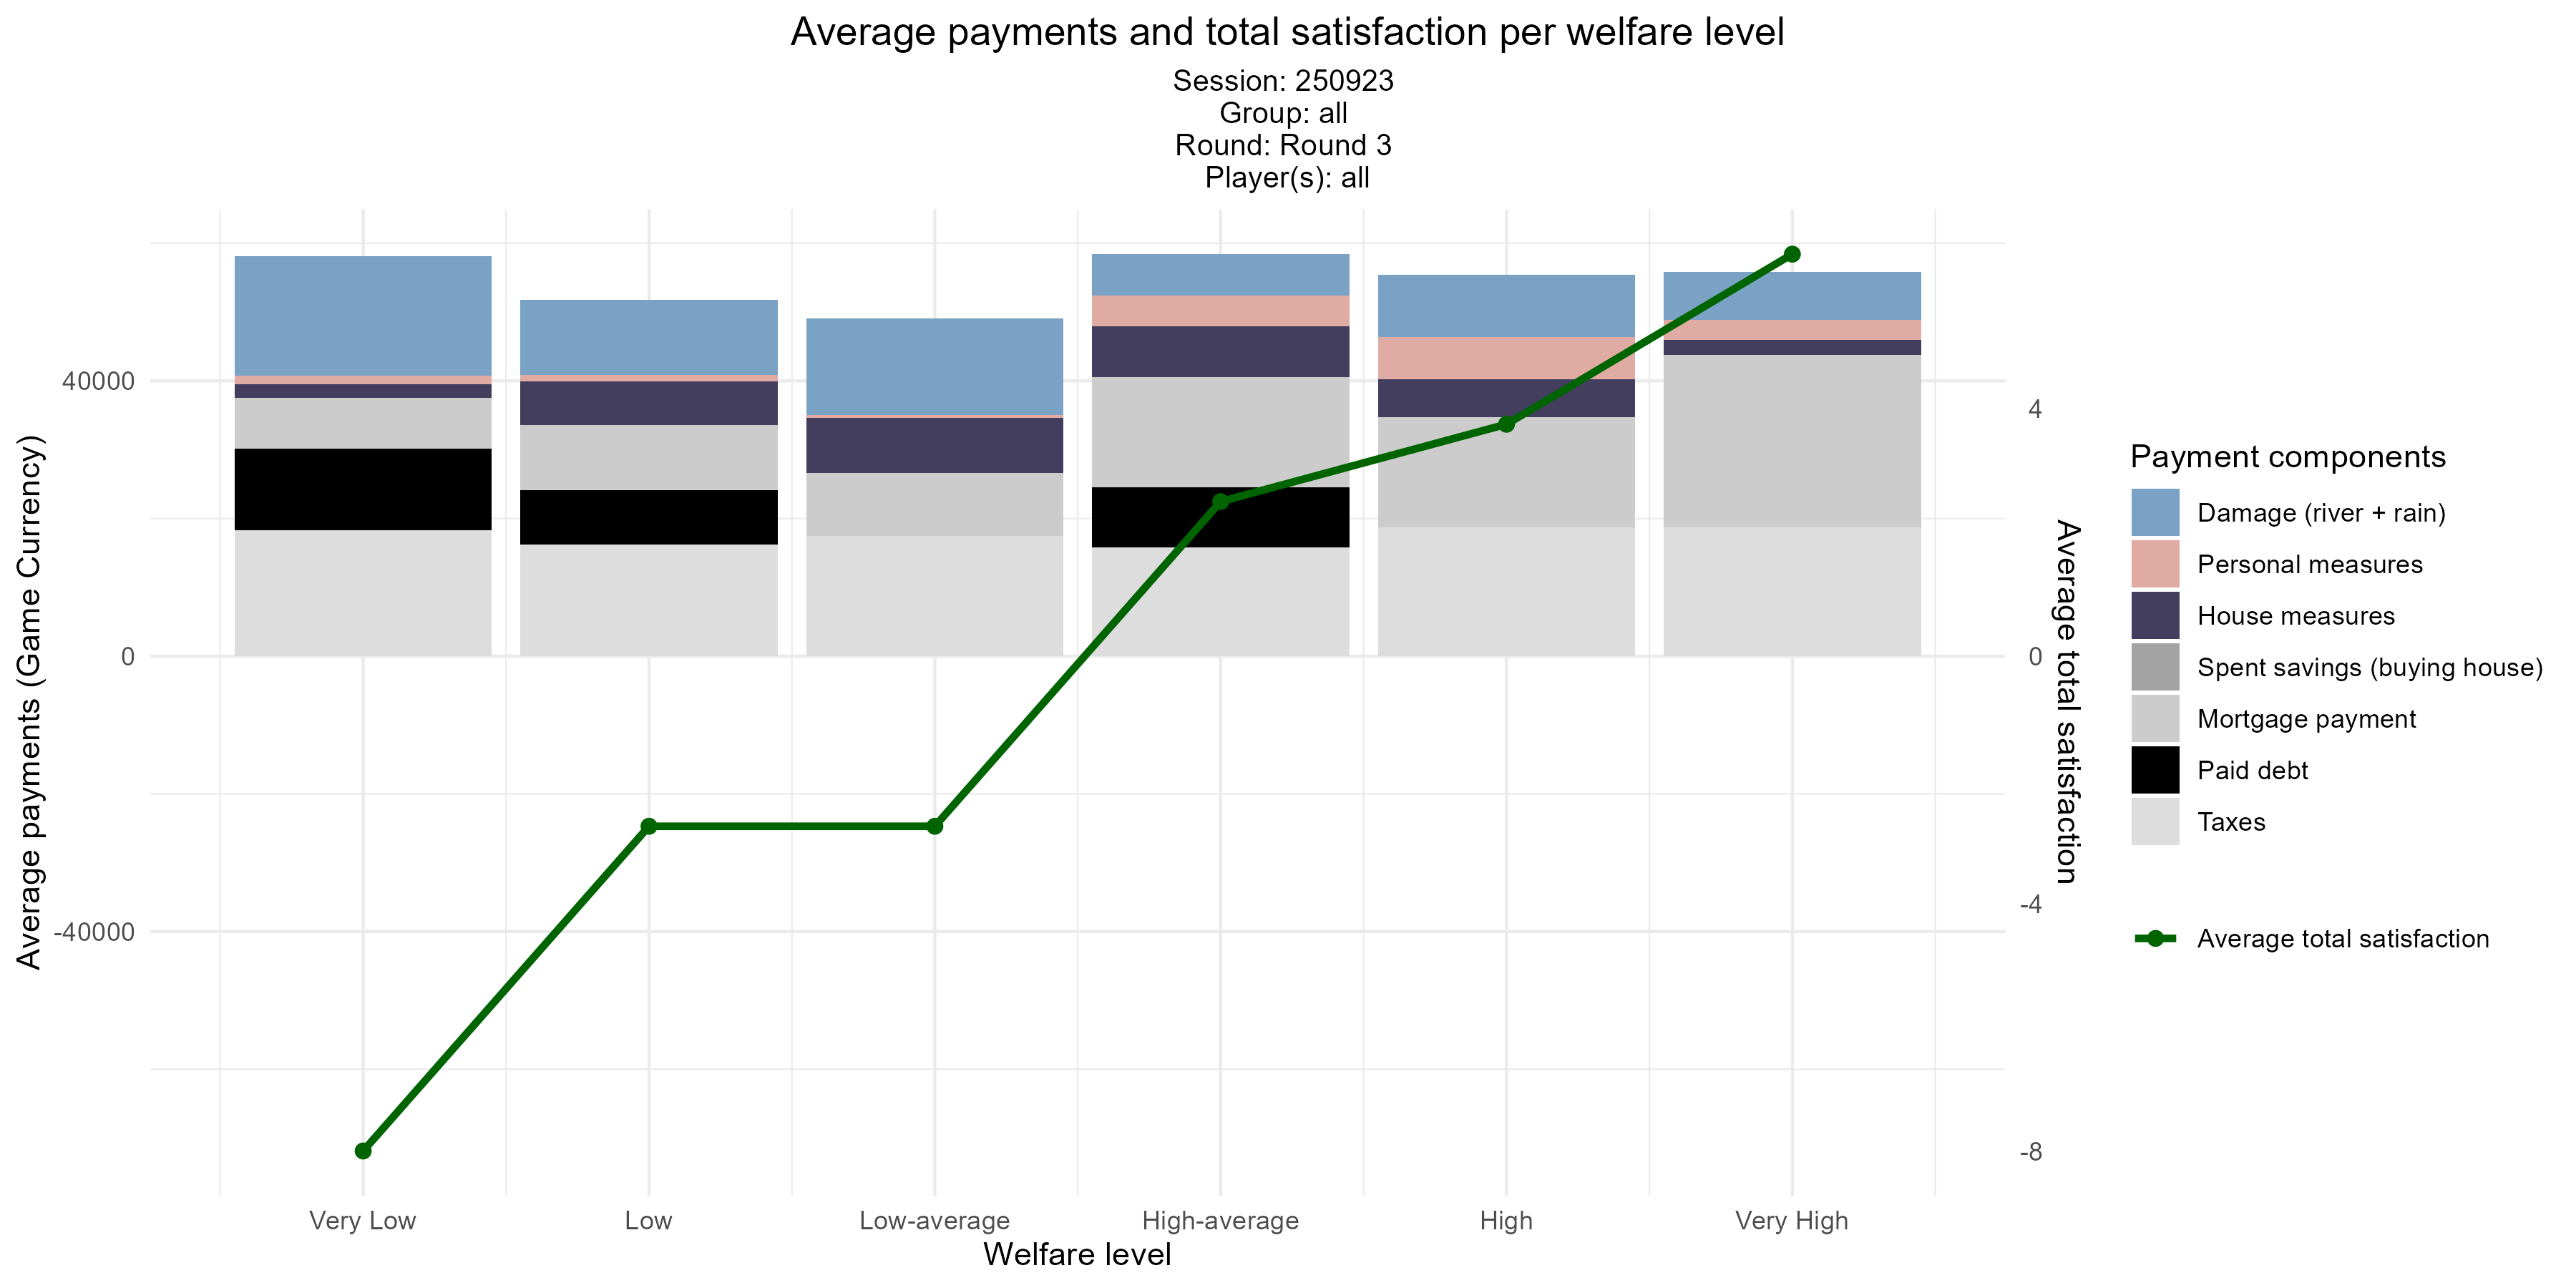 Average payments and total satisfaction per welfare level
Session: 250923
Group: all
Round: Round 3
Player(s): all
Average payments (Game Currency)
40000
0
-40000
4
0
-4
-8
Average total satisfaction
Very Low
Low
Low-average
High-average
High
Very High
Welfare level
Payment components
Damage (river + rain)
Personal measures
House measures
Spent savings (buying house)
Mortgage payment
Paid debt
Taxes
Average total satisfaction